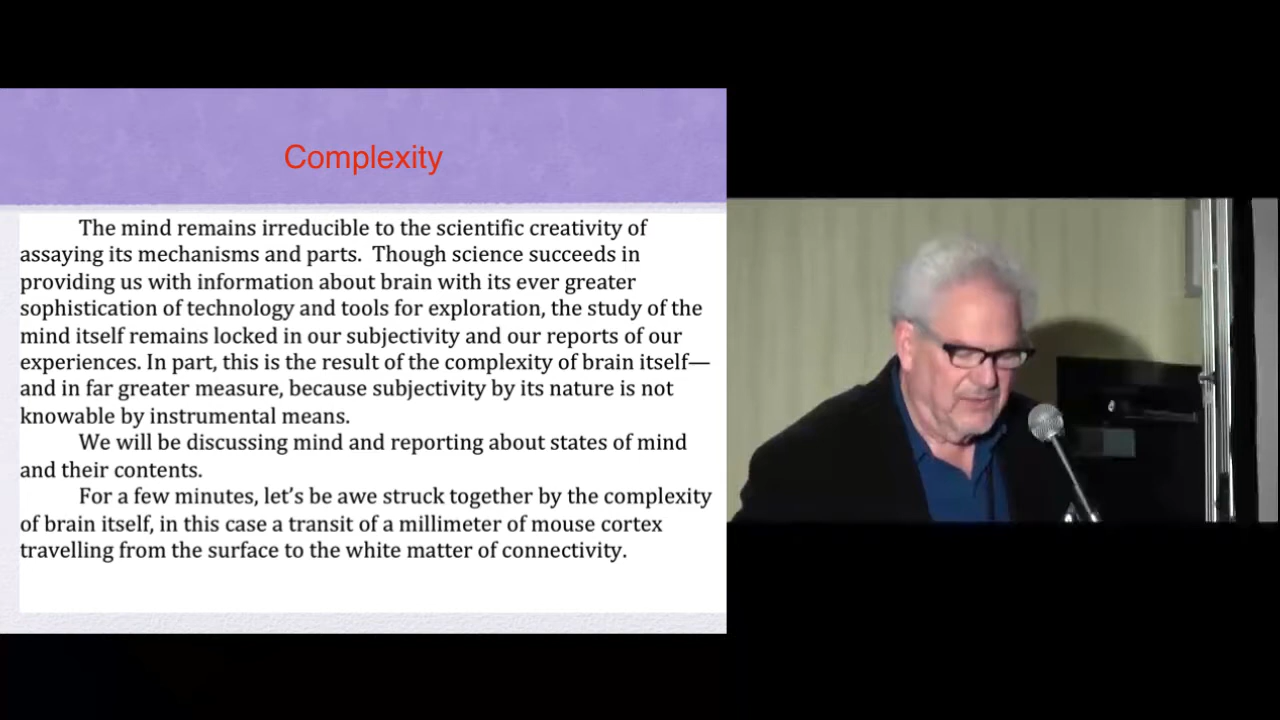 Complexity
The mind remains irreducible to the scientific creativity of
assaying its mechanisms and parts.  Though science succeeds in
providing us with information about brain with its ever greater
sophistication of technology and tools for exploration, the study of the
mind itself remains locked in our subjectivity and our reports of our
experiences. In part, this is the result of the complexity of brain itself—
and in far greater measure, because subjectivity by its nature is not
knowable by instrumental means.
We will be discussing mind and reporting about states of mind
and their contents.
For a few minutes, let’s be awe struck together by the complexity
of brain itself, in this case a transit of a millimeter of mouse cortex
travelling from the surface to the white matter of connectivity.